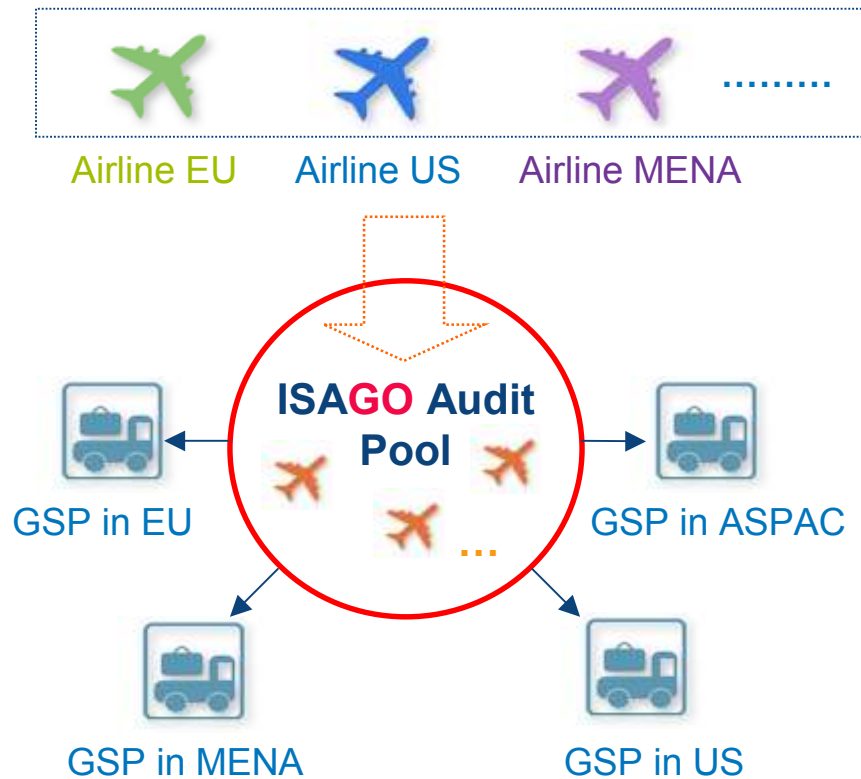 .........
Airline EU
Airline US
Airline MENA
ISAGO Audit
Pool
...
GSP in EU
GSP in ASPAC
GSP in MENA
GSP in US